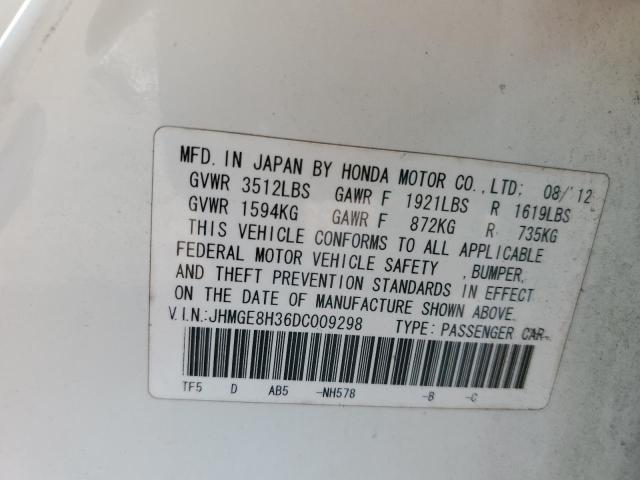 MFD. IN JAPAN BY HONDA MOTOR CO., LTD: 08/'12
GVWR 3512LBS GAWR F 1921LBS R 1619LBS
GVWR 1594KG GAWR F 872KG R 735KG
THIS VEHICLE CONFORMS TO ALL APPLICABLE
FEDERAL MOTOR VEHICLE SAFETY , BUMPER,
AND THEFT PREVENTION STANDARDS IN EFFECT
ON THE DATE OF MANUFACTURE SHOWN ABOVE.
V.I.N.:JHMGE8H36DC009298 TYPE: PASSENGER CAR
TF5 D AB5 -NH578 -B -C